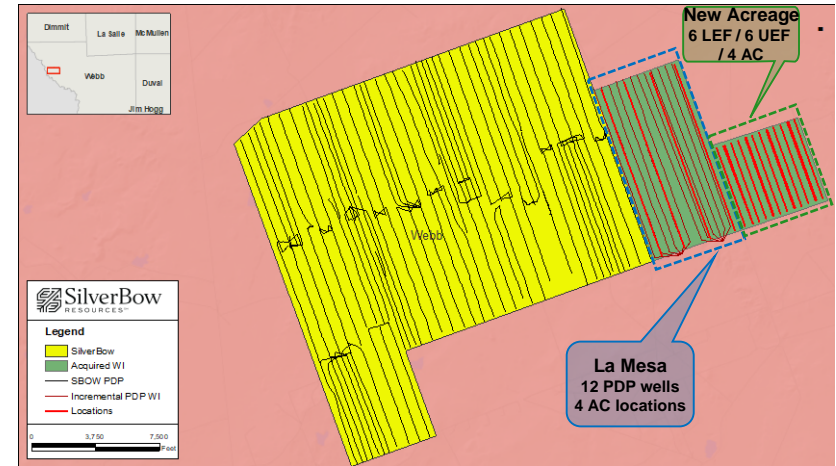 Dimmit
La Salle
McMullen
Webb
Duval
Jim Hogg
New Acreage
6 LEF / 6 UEF
/ 4 AC
Webb
La Mesa
12 PDP wells
4 AC locations
SilverBow
RESOURCES™
Legend
SilverBow
Acquired WI
SBOW PDP
Incremental PDP WI
Locations
0 3,750 7,500
Feet